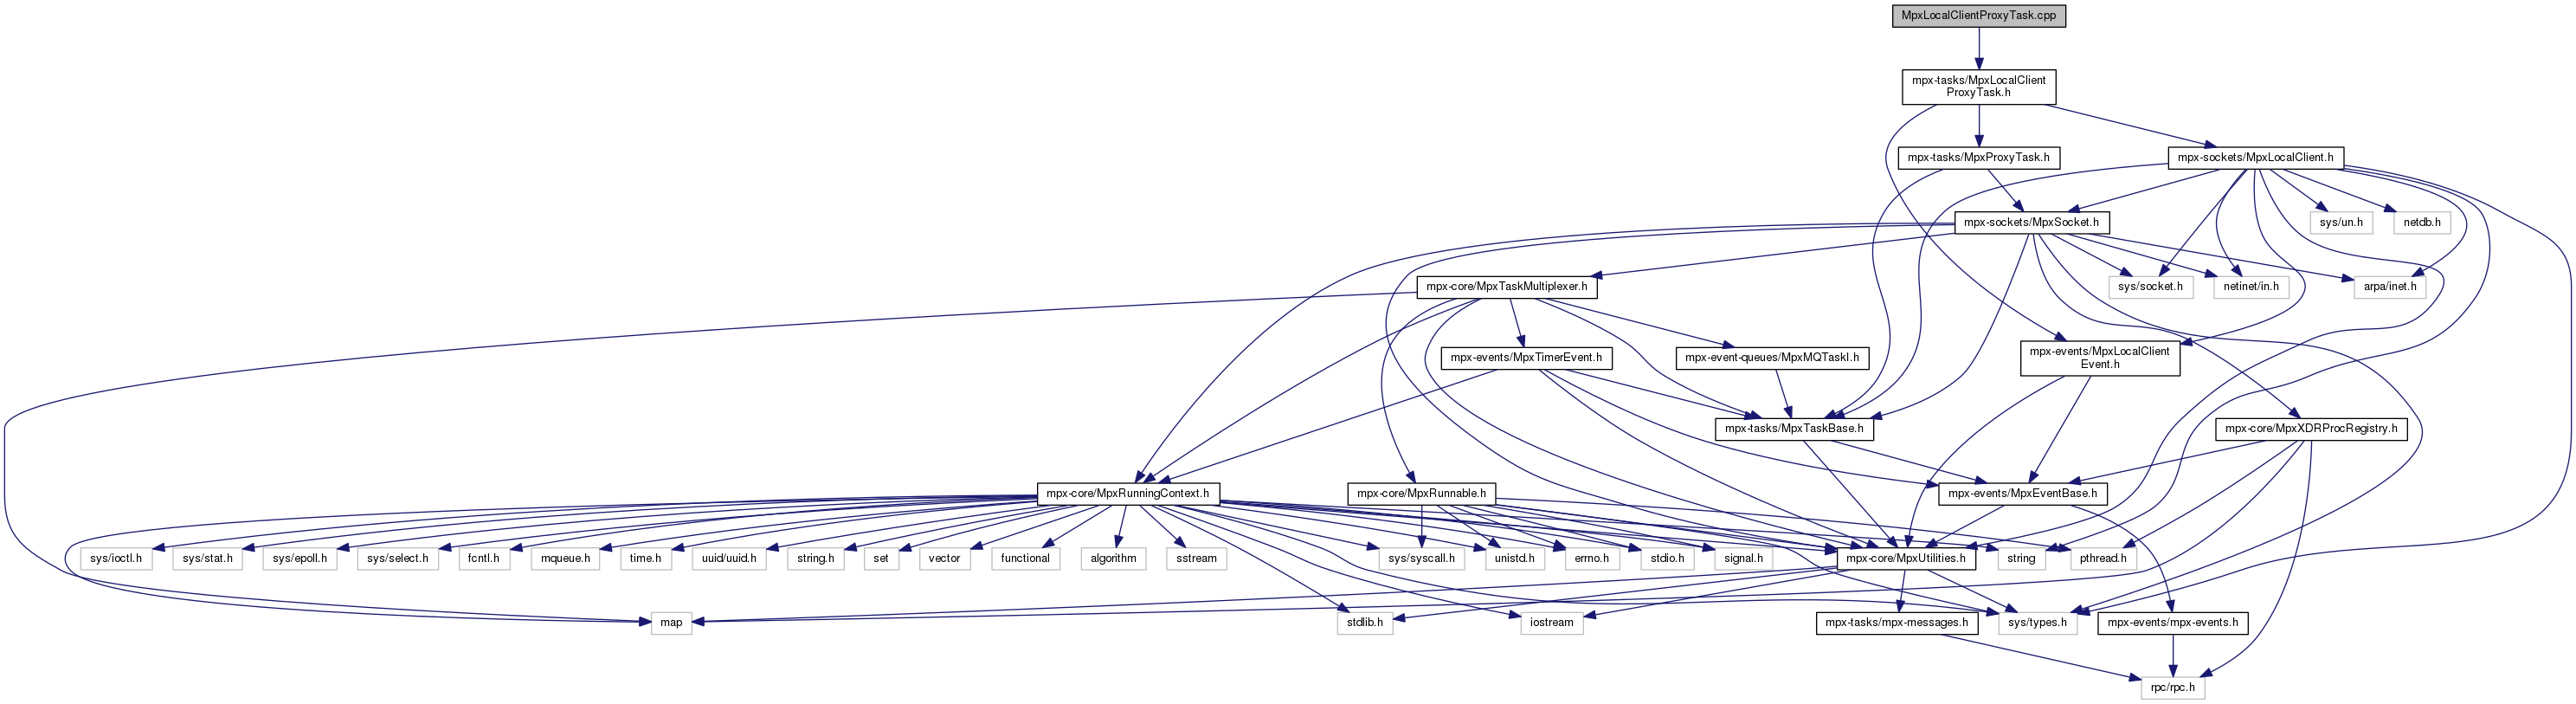 MpxLocalClientProxyTask.cpp
mpx-tasks/MpxLocalClient
ProxyTask.h
mpx-tasks/MpxProxyTask.h
mpx-sockets/MpxLocalClient.h
mpx-sockets/MpxSocket.h
sys/un.h
netdb.h
mpx-core/MpxTaskMultiplexer.h
sys/socket.h
netinet/in.h
arpa/inet.h
mpx-events/MpxTimerEvent.h
mpx-event-queues/MpxMQTaskI.h
mpx-events/MpxLocalClient
Event.h
mpx-tasks/MpxTaskBase.h
mpx-core/MpxXDRProcRegistry.h
mpx-core/MpxRunningContext.h
mpx-core/MpxRunnable.h
mpx-events/MpxEventBase.h
sys/ioctl.h
sys/stat.h
sys/epoll.h
sys/select.h
fcntl.h
mqueue.h
time.h
uuid/uuid.h
string.h
set
vector
functional
algorithm
sstream
sys/syscall.h
unistd.h
errno.h
stdio.h
signal.h
mpx-core/MpxUtilities.h
string
pthread.h
map
stdlib.h
iostream
mpx-tasks/mpx-messages.h
sys/types.h
mpx-events/mpx-events.h
rpc/rpc.h